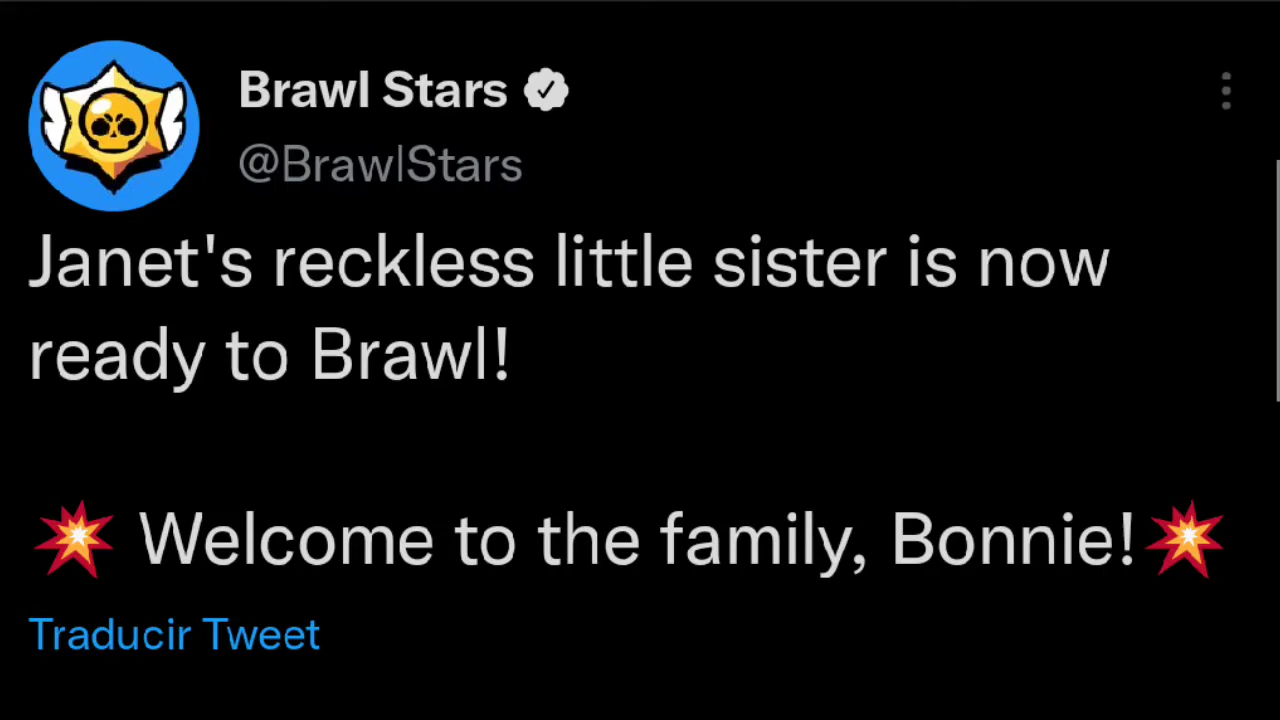 Brawl Stars
@BrawlStars
Janet's reckless little sister is now
ready to Brawl!
💥 Welcome to the family, Bonnie!💥
Traducir Tweet